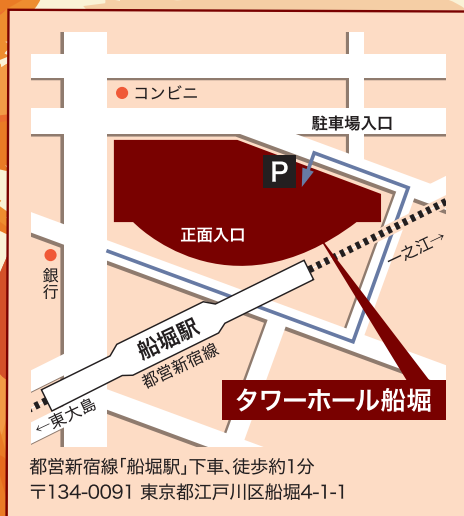 コンビニ
駐車場入口
P
正面入口
一之江→
銀行
船堀駅
都営新宿線
←東大島
タワーホール船堀
都営新宿線「船堀駅」下車、徒歩約1分
〒134-0091 東京都江戸川区船堀4-1-1